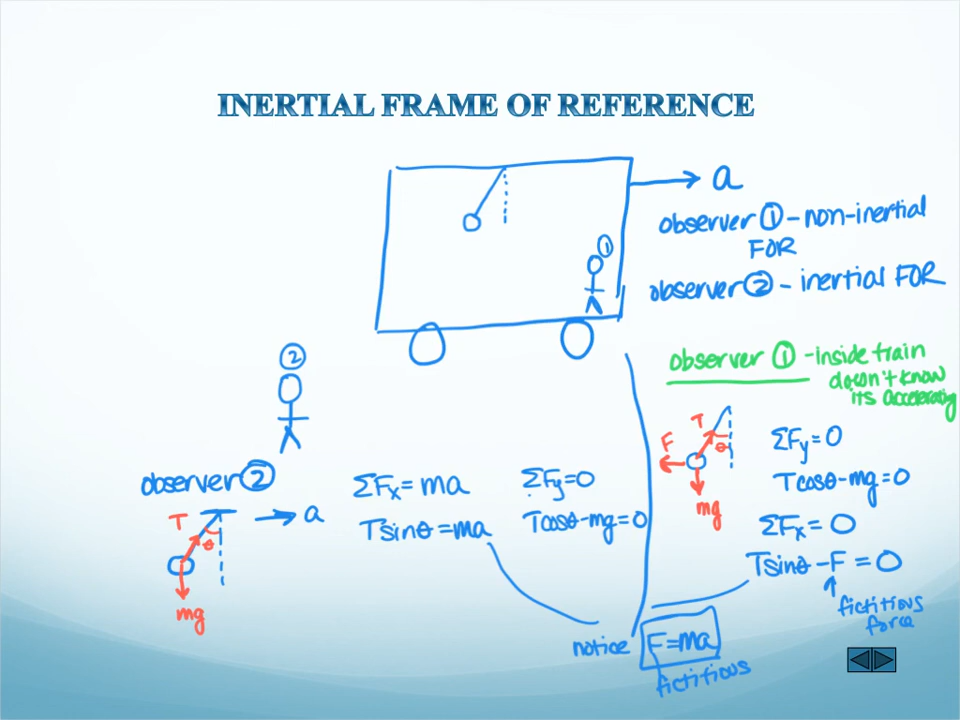 INERTIAL FRAME OF REFERENCE
a
observer ① - non-inertial
FOR
observer ② - inertial FOR
①
②
observer ① - inside train
doesn't know
its accelerating
T
F
θ
mg
ΣFy=0
Tcosθ-mg=0
ΣFx=0
Tsinθ-F=0
fictitious
force
observer ②
T
θ
mg
a
ΣFx=ma
Tsinθ=ma
ΣFy=0
Tcosθ-mg=0
notice F=ma
fictitious